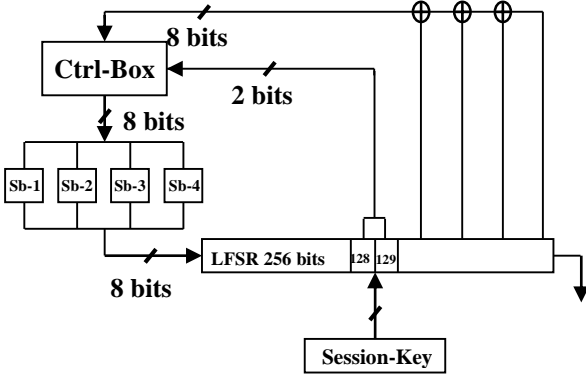 8 bits
Ctrl-Box
2 bits
8 bits
Sb-1 Sb-2 Sb-3 Sb-4
LFSR 256 bits 128 129
8 bits
Session-Key